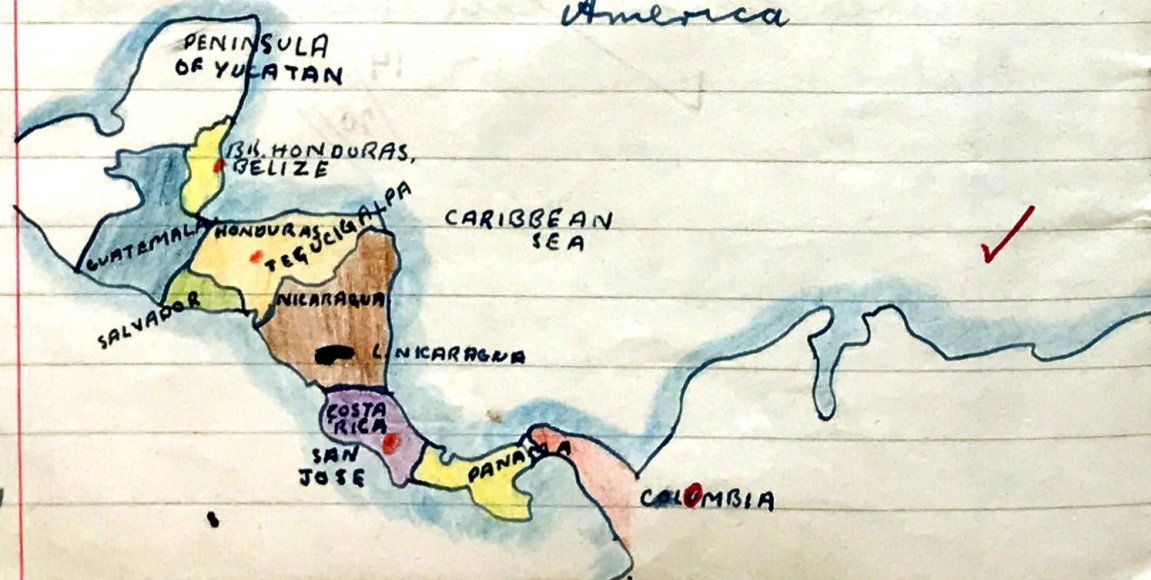 America
PENINSULA
OF YUCATAN
BR. HONDURAS,
BELIZE
CARIBBEAN
SEA
GUATEMALA
HONDURAS
TEGUCIGALPA
SALVADOR
NICARAGUA
L. NICARAGUA
COSTA
RICA
SAN
JOSE
PANAMA
COLUMBIA